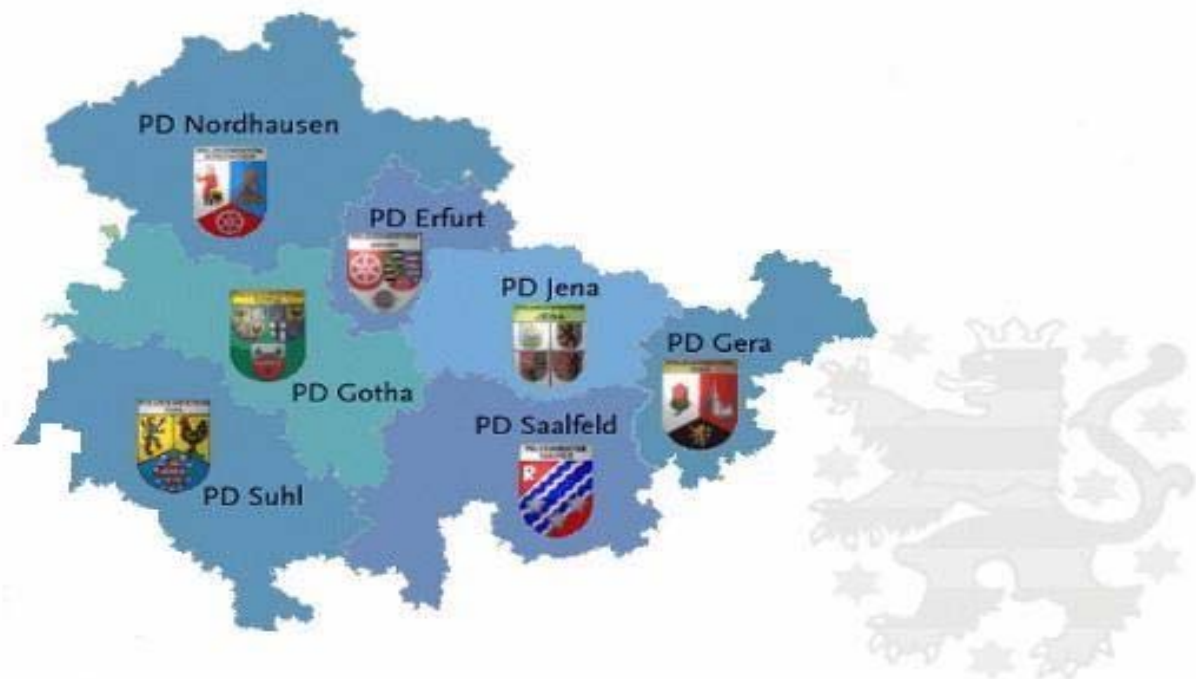 PD Nordhausen
PD Erfurt
PD Jena
PD Gera
PD Gotha
PD Saalfeld
R
PD Suhl